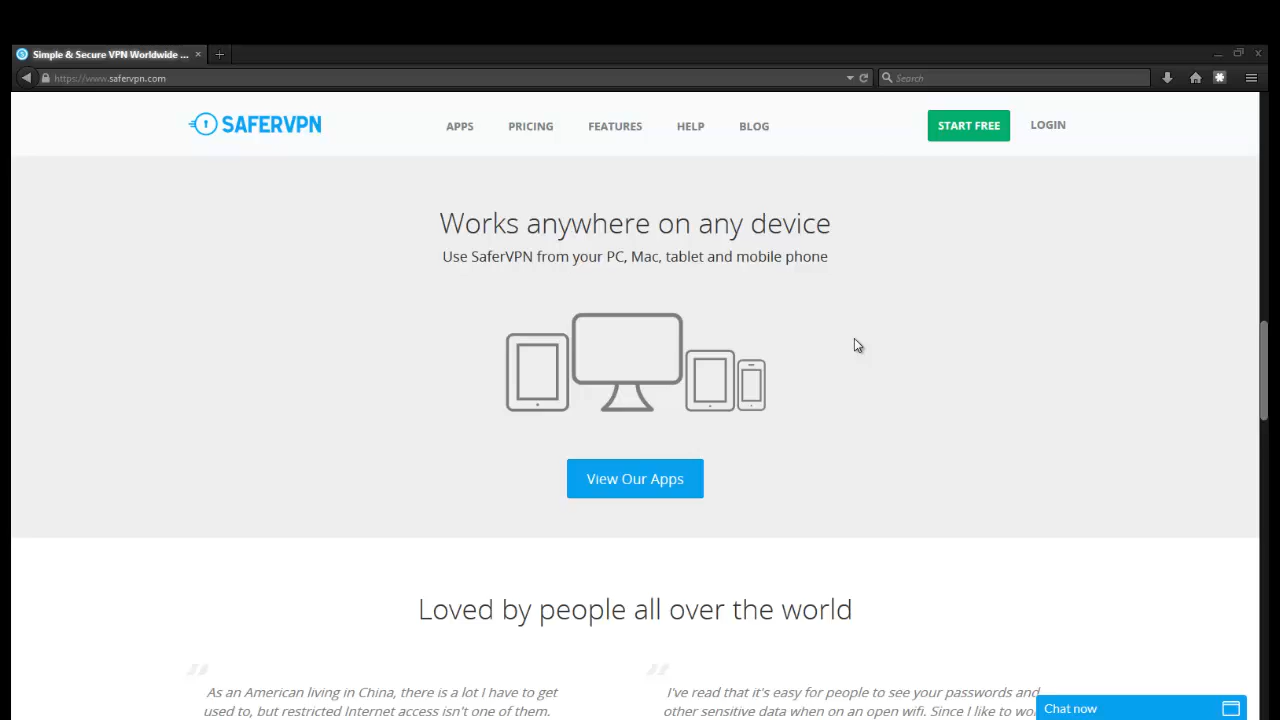 Simple & Secure VPN Worldwide ...
https://www.safervpn.com
Search
SAFERVPN
APPS
PRICING
FEATURES
HELP
BLOG
START FREE
LOGIN
Works anywhere on any device
Use SaferVPN from your PC, Mac, tablet and mobile phone
View Our Apps
Loved by people all over the world
As an American living in China, there is a lot I have to get
used to, but restricted Internet access isn't one of them.
I've read that it's easy for people to see your passwords and
other sensitive data when on an open wifi. Since I like to
Chat now